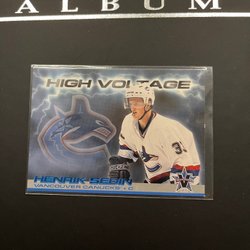 ALBUM
HIGH VOLTAGE
HENRIK SEDIN
VANCOUVER CANUCKS • C